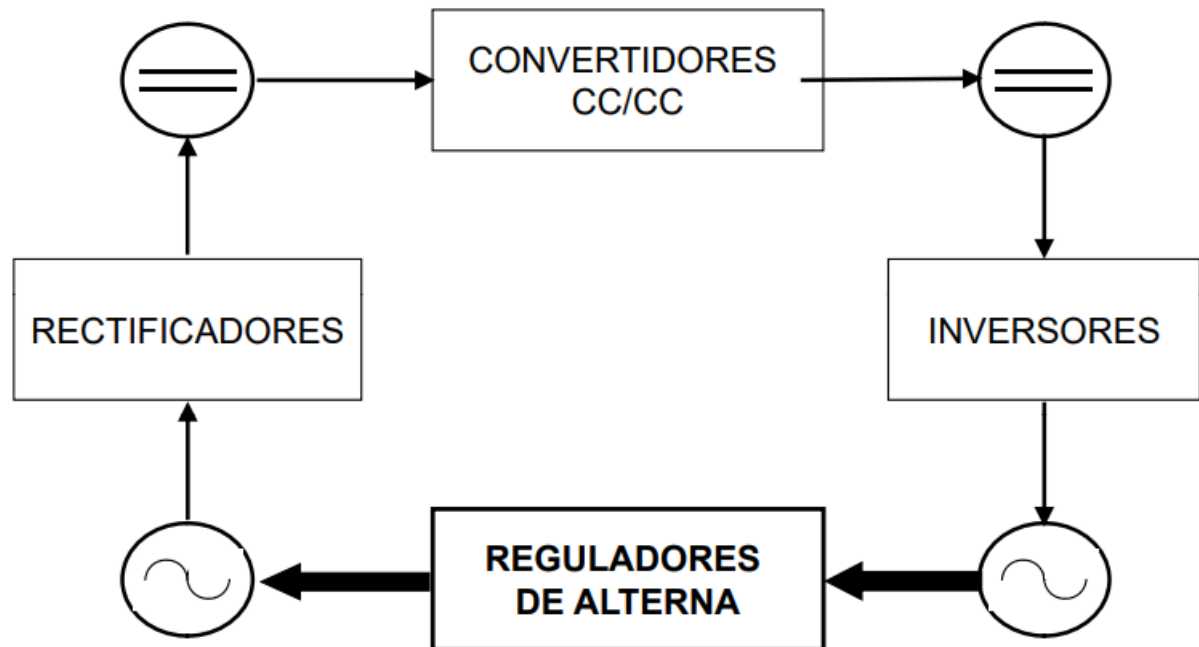 CONVERTIDORES
CC/CC
RECTIFICADORES
INVERSORES
REGULADORES
DE ALTERNA